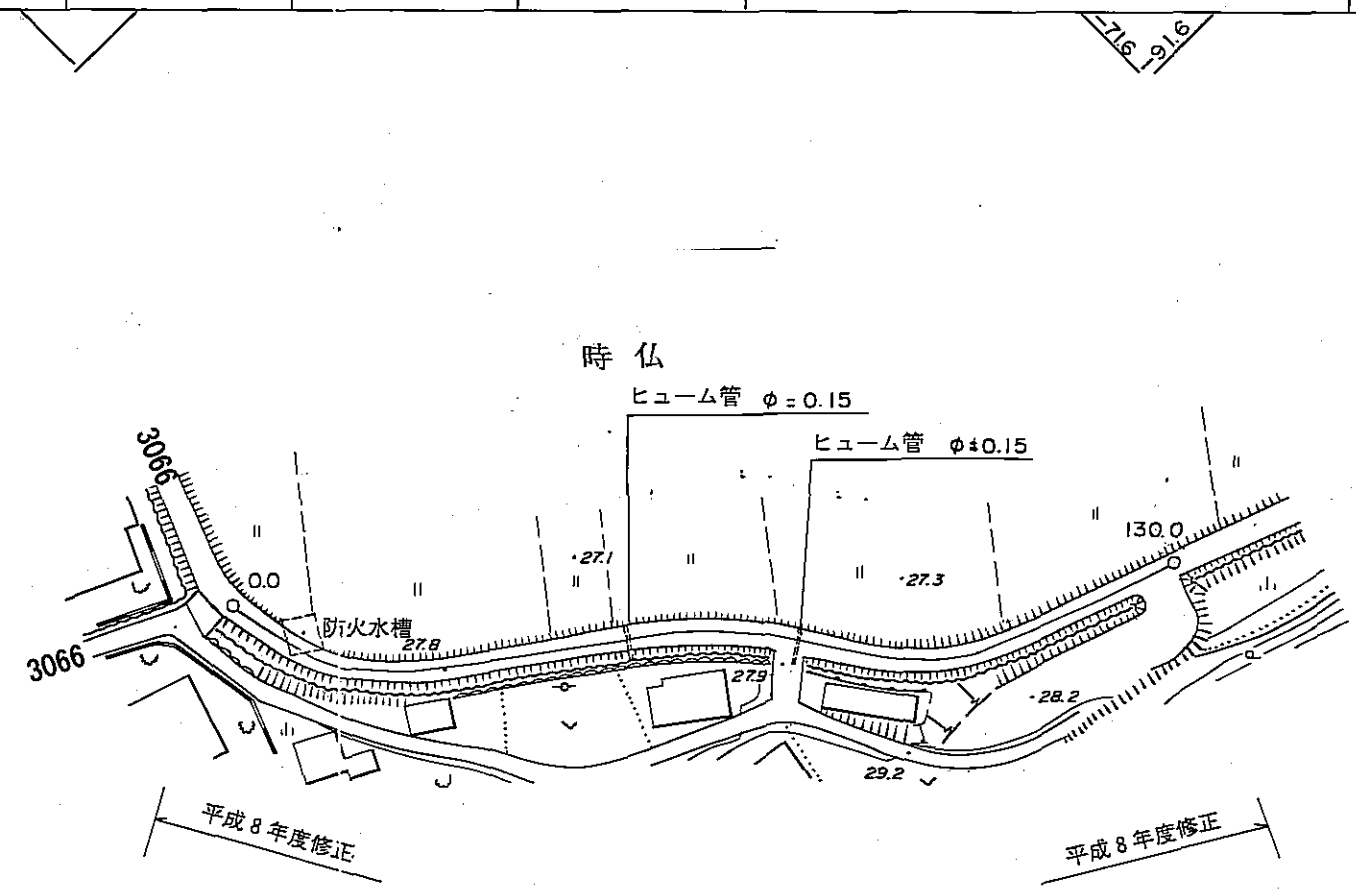 -71.6
-91.6
時仏
ヒューム管 φ=0.15
ヒューム管 φ=0.15
3066
130.0
27.1
27.3
0.0
防火水槽
27.8
3066
27.9
28.2
29.2
平成8年度修正
平成8年度修正